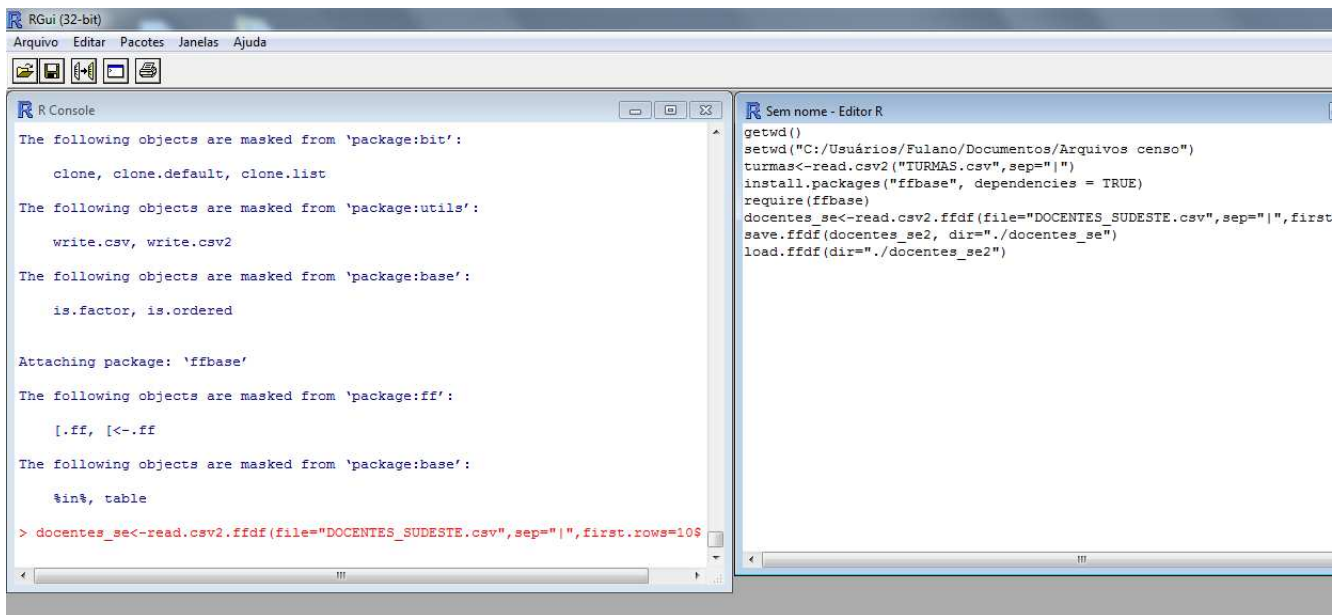 RGui (32-bit)
Arquivo Editar Pacotes Janelas Ajuda
R Console
The following objects are masked from ‘package:bit’:
clone, clone.default, clone.list
The following objects are masked from ‘package:utils’:
write.csv, write.csv2
The following objects are masked from ‘package:base’:
is.factor, is.ordered
Attaching package: ‘ffbase’
The following objects are masked from ‘package:ff’:
[.ff, [<-.ff
The following objects are masked from ‘package:base’:
%in%, table
> docentes_se<-read.csv2.ffdf(file="DOCENTES_SUDESTE.csv",sep="|",first.rows=10$
Sem nome - Editor R
getwd()
setwd("C:/Usuários/Fulano/Documentos/Arquivos censo")
turmas<-read.csv2("TURMAS.csv",sep="|")
install.packages("ffbase", dependencies = TRUE)
require(ffbase)
docentes_se<-read.csv2.ffdf(file="DOCENTES_SUDESTE.csv",sep="|",first
save.ffdf(docentes_se2, dir="./docentes_se")
load.ffdf(dir="./docentes_se2")